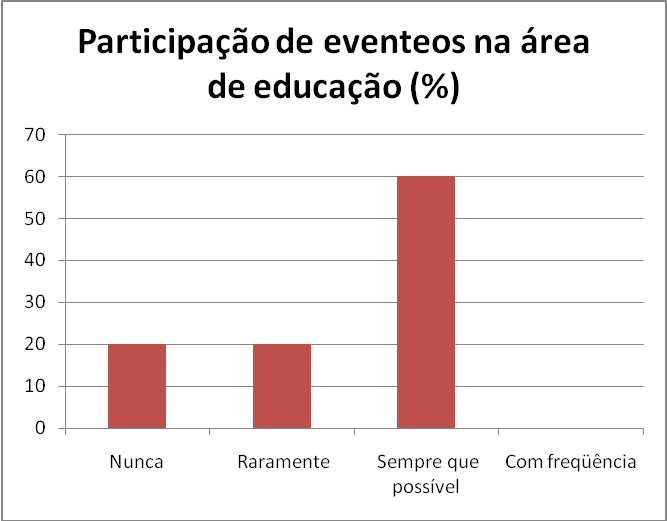 Participação de eventeos na área
de educação (%)
70
60
50
40
30
20
10
0
Nunca
Raramente
Sempre que
possível
Com freqüência